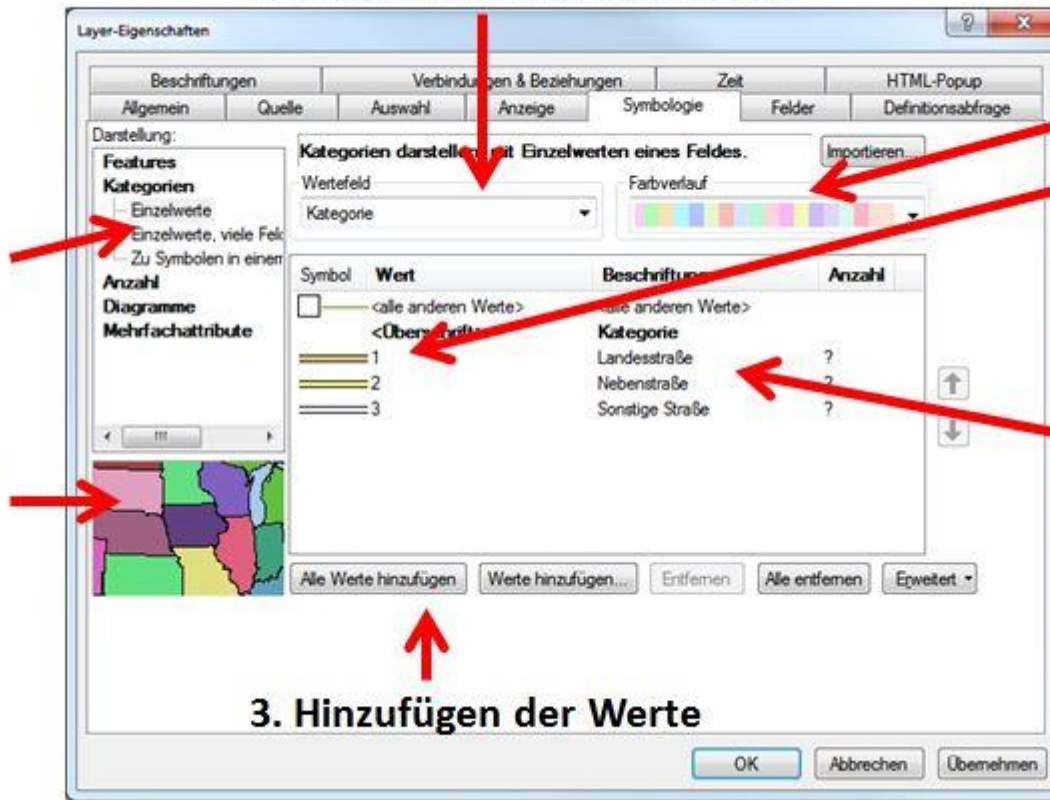 Layer-Eigenschaften
Beschriftungen Verbindungen & Beziehungen Zeit HTML-Popup
Allgemein Quelle Auswahl Anzeige Symbologie Felder Definitionsabfrage
Darstellung:
Features
Kategorien
Einzelwerte
Einzelwerte, viele Feld
Zu Symbolen in einem
Anzahl
Diagramme
Mehrfachattribute
Kategorien darstellen mit Einzelwerten eines Feldes.
Importieren...
Wertefeld
Kategorie
Farbverlauf
Symbol Wert Beschriftung Anzahl
<alle anderen Werte> <alle anderen Werte>
<Überschrift> Kategorie
1 Landesstraße ?
2 Nebenstraße ?
3 Sonstige Straße ?
Alle Werte hinzufügen Werte hinzufügen... Entfernen Alle entfernen Erweitert
3. Hinzufügen der Werte
OK Abbrechen Übernehmen